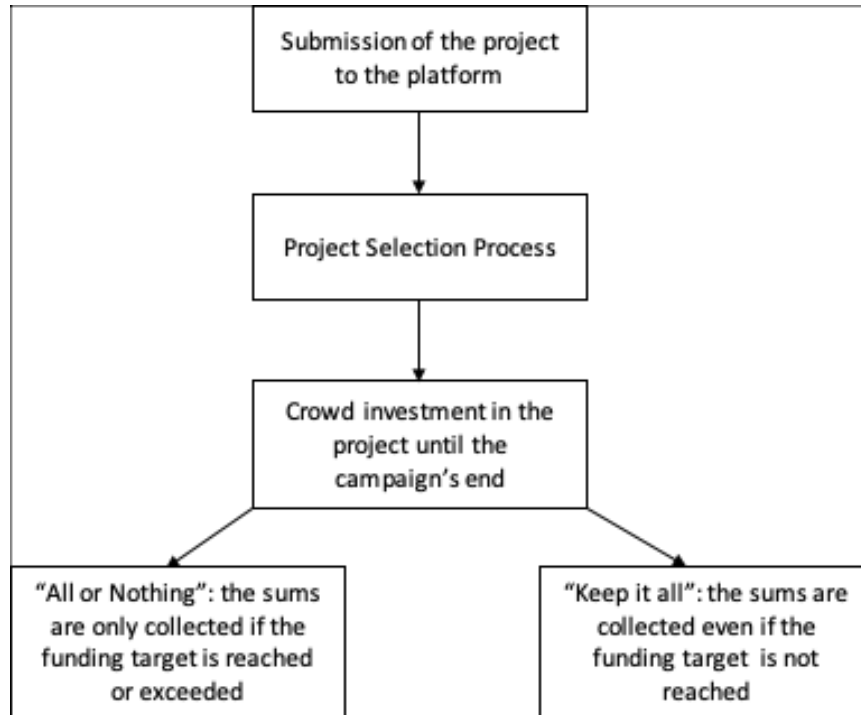 Submission of the project
to the platform
Project Selection Process
Crowd investment in the
project until the
campaign's end
“All or Nothing”: the sums
are only collected if the
funding target is reached
or exceeded
“Keep it all”: the sums are
collected even if the
funding target is not
reached